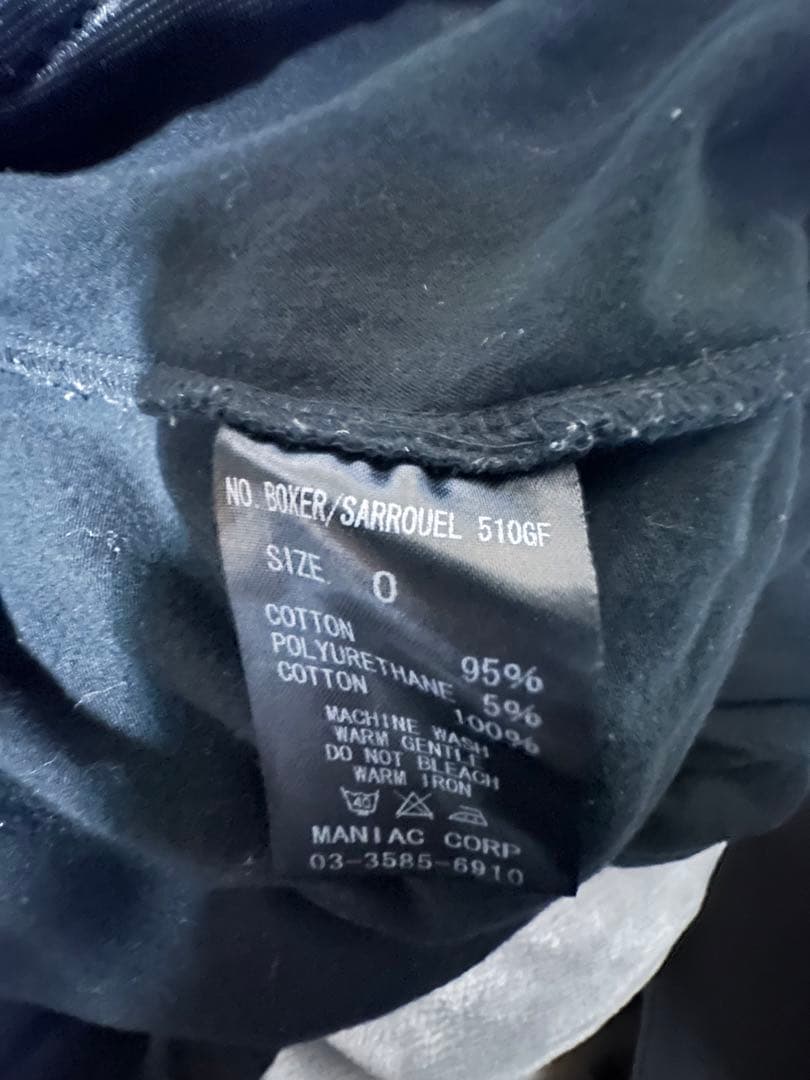 NO. BOXER/SARROUEL 510GF
SIZE 0
COTTON 95%
POLYURETHANE 5%
COTTON 100%
MACHINE WASH
WARM GENTLE
DO NOT BLEACH
WARM IRON
40
MANIAC CORP
03-3585-6910